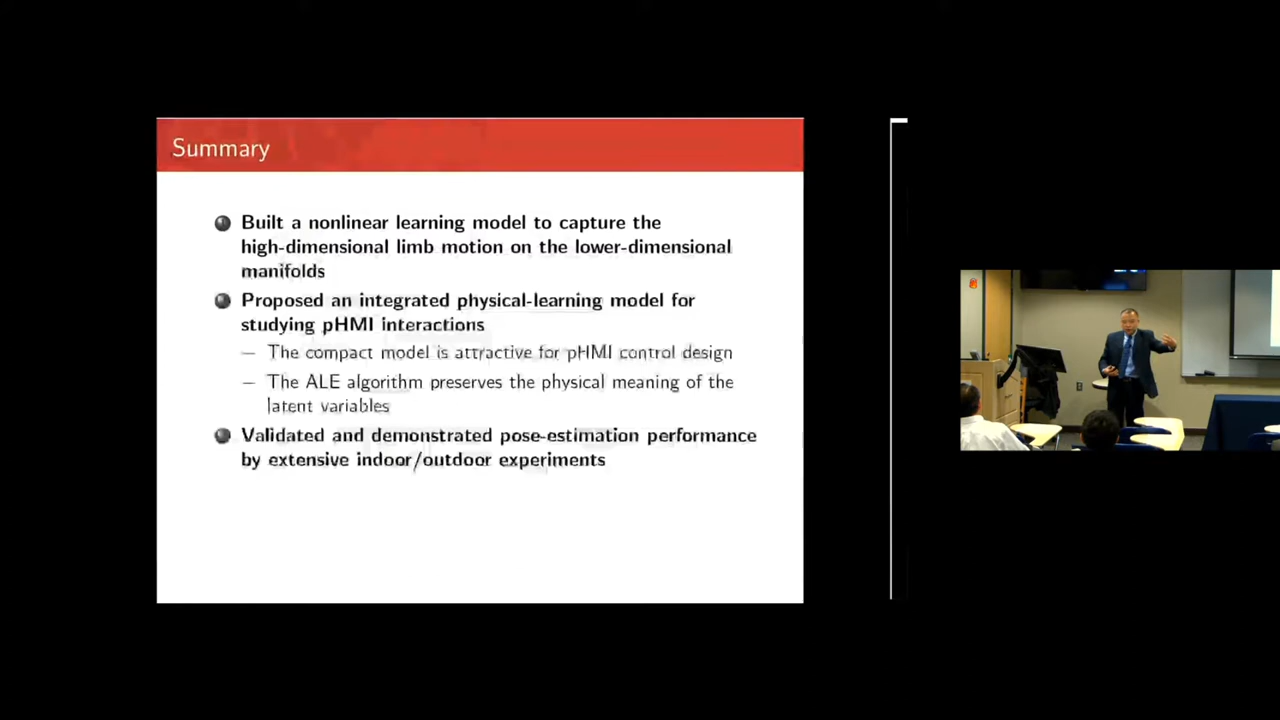 Summary
Built a nonlinear learning model to capture the
high-dimensional limb motion on the lower-dimensional
manifolds
Proposed an integrated physical-learning model for
studying pHMI interactions
– The compact model is attractive for pHMI control design
– The ALE algorithm preserves the physical meaning of the
latent variables
Validated and demonstrated pose-estimation performance
by extensive indoor/outdoor experiments